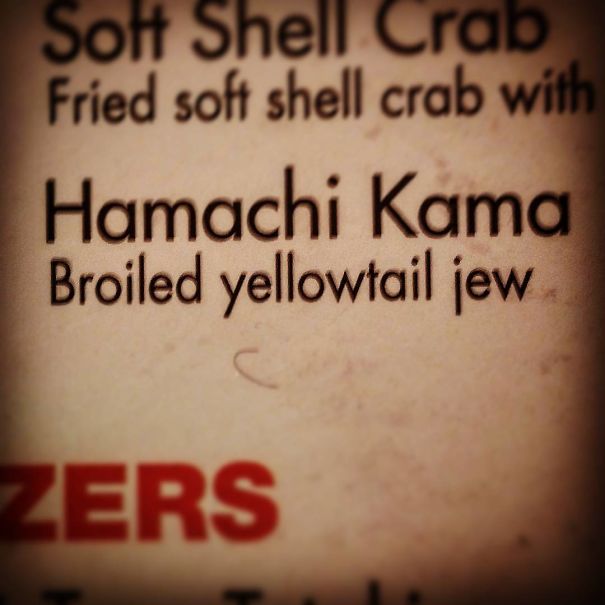 Soft Shell Crab
Fried soft shell crab with
Hamachi Kama
Broiled yellowtail jew
ZERS